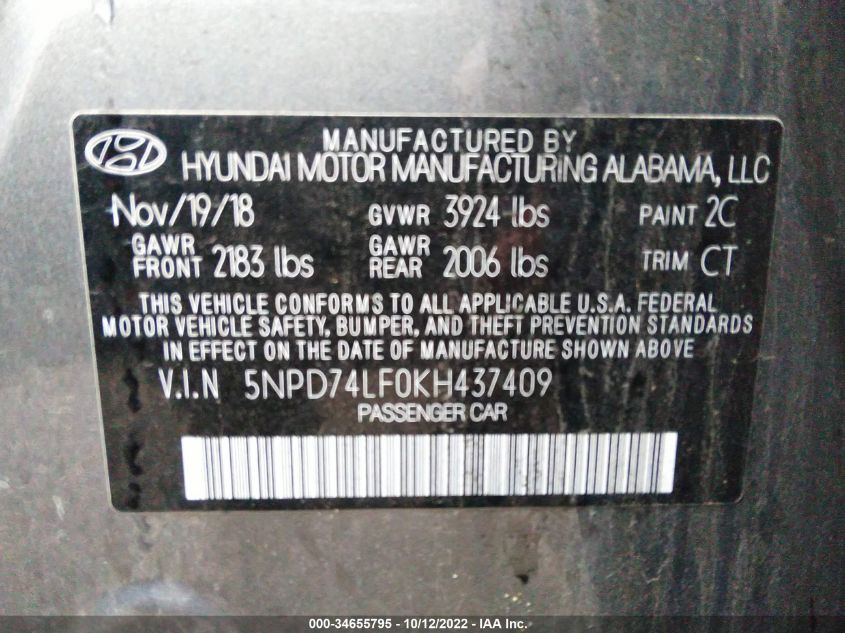 MANUFACTURED BY
HYUNDAI MOTOR MANUFACTURING ALABAMA, LLC
Nov/19/18 GVWR 3924 lbs PAINT 2C
GAWR FRONT 2183 lbs GAWR REAR 2006 lbs TRIM CT
THIS VEHICLE CONFORMS TO ALL APPLICABLE U.S.A. FEDERAL
MOTOR VEHICLE SAFETY, BUMPER, AND THEFT PREVENTION STANDARDS
IN EFFECT ON THE DATE OF MANUFACTURE SHOWN ABOVE
V.I.N 5NPD74LF0KH437409
PASSENGER CAR
000-34655795 - 10/12/2022 - IAA Inc.